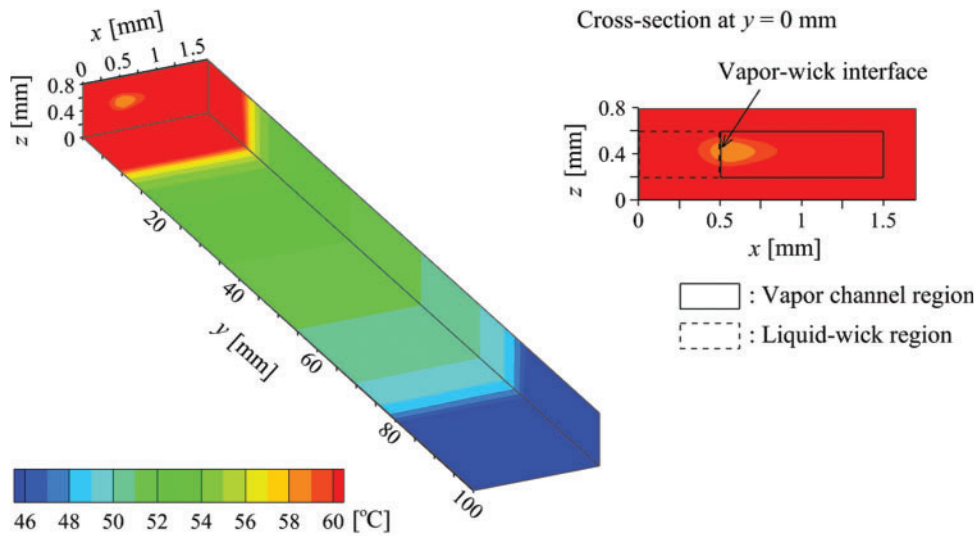 x [mm]
0 0.5 1 1.5
0.8
0.4
0
z [mm]
20
40
60
80
100
y [mm]
46 48 50 52 54 56 58 60 [°C]
Cross-section at y = 0 mm
Vapor-wick interface
0.8
0.4
0
z [mm]
0 0.5 1 1.5
x [mm]
: Vapor channel region
: Liquid-wick region